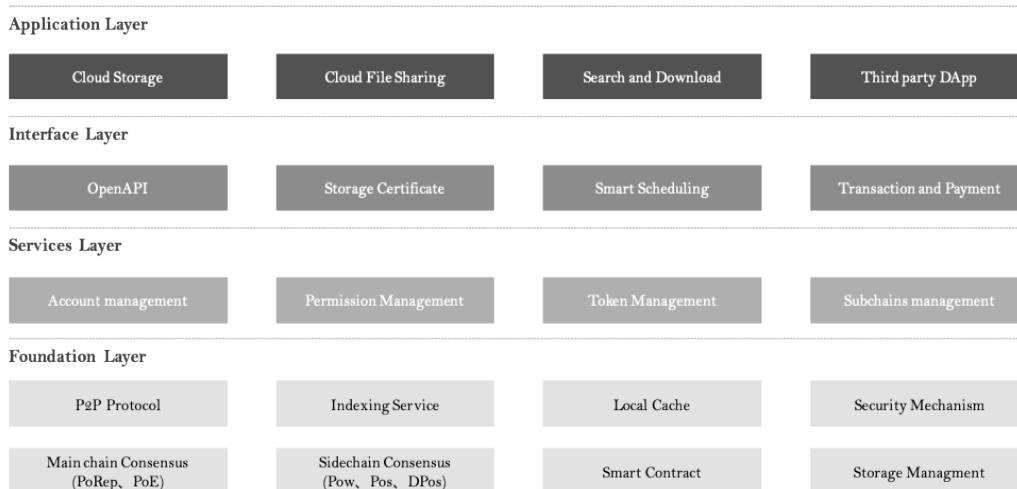 Application Layer
Cloud Storage
Cloud File Sharing
Search and Download
Third party DApp
Interface Layer
OpenAPI
Storage Certificate
Smart Scheduling
Transaction and Payment
Services Layer
Account management
Permission Management
Token Management
Subchains management
Foundation Layer
P2P Protocol
Indexing Service
Local Cache
Security Mechanism
Main chain Consensus
(PoRep、PoE)
Sidechain Consensus
(Pow、Pos、DPos)
Smart Contract
Storage Managment